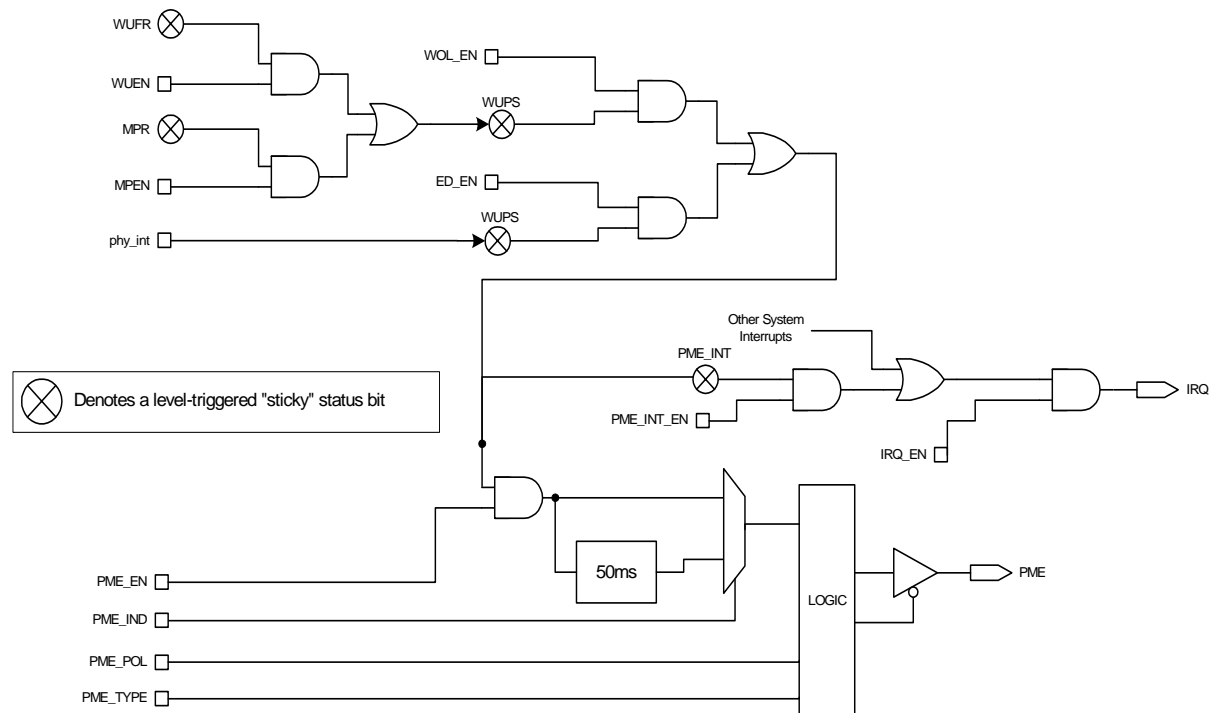 WUFR
WOL_EN
WUEN
WUPS
MPR
ED_EN
MPEN
WUPS
phy_int
Other System
Interrupts
PME_INT
Denotes a level-triggered "sticky" status bit
IRQ
PME_INT_EN
IRQ_EN
50ms
PME_EN
PME
LOGIC
PME_IND
PME_POL
PME_TYPE